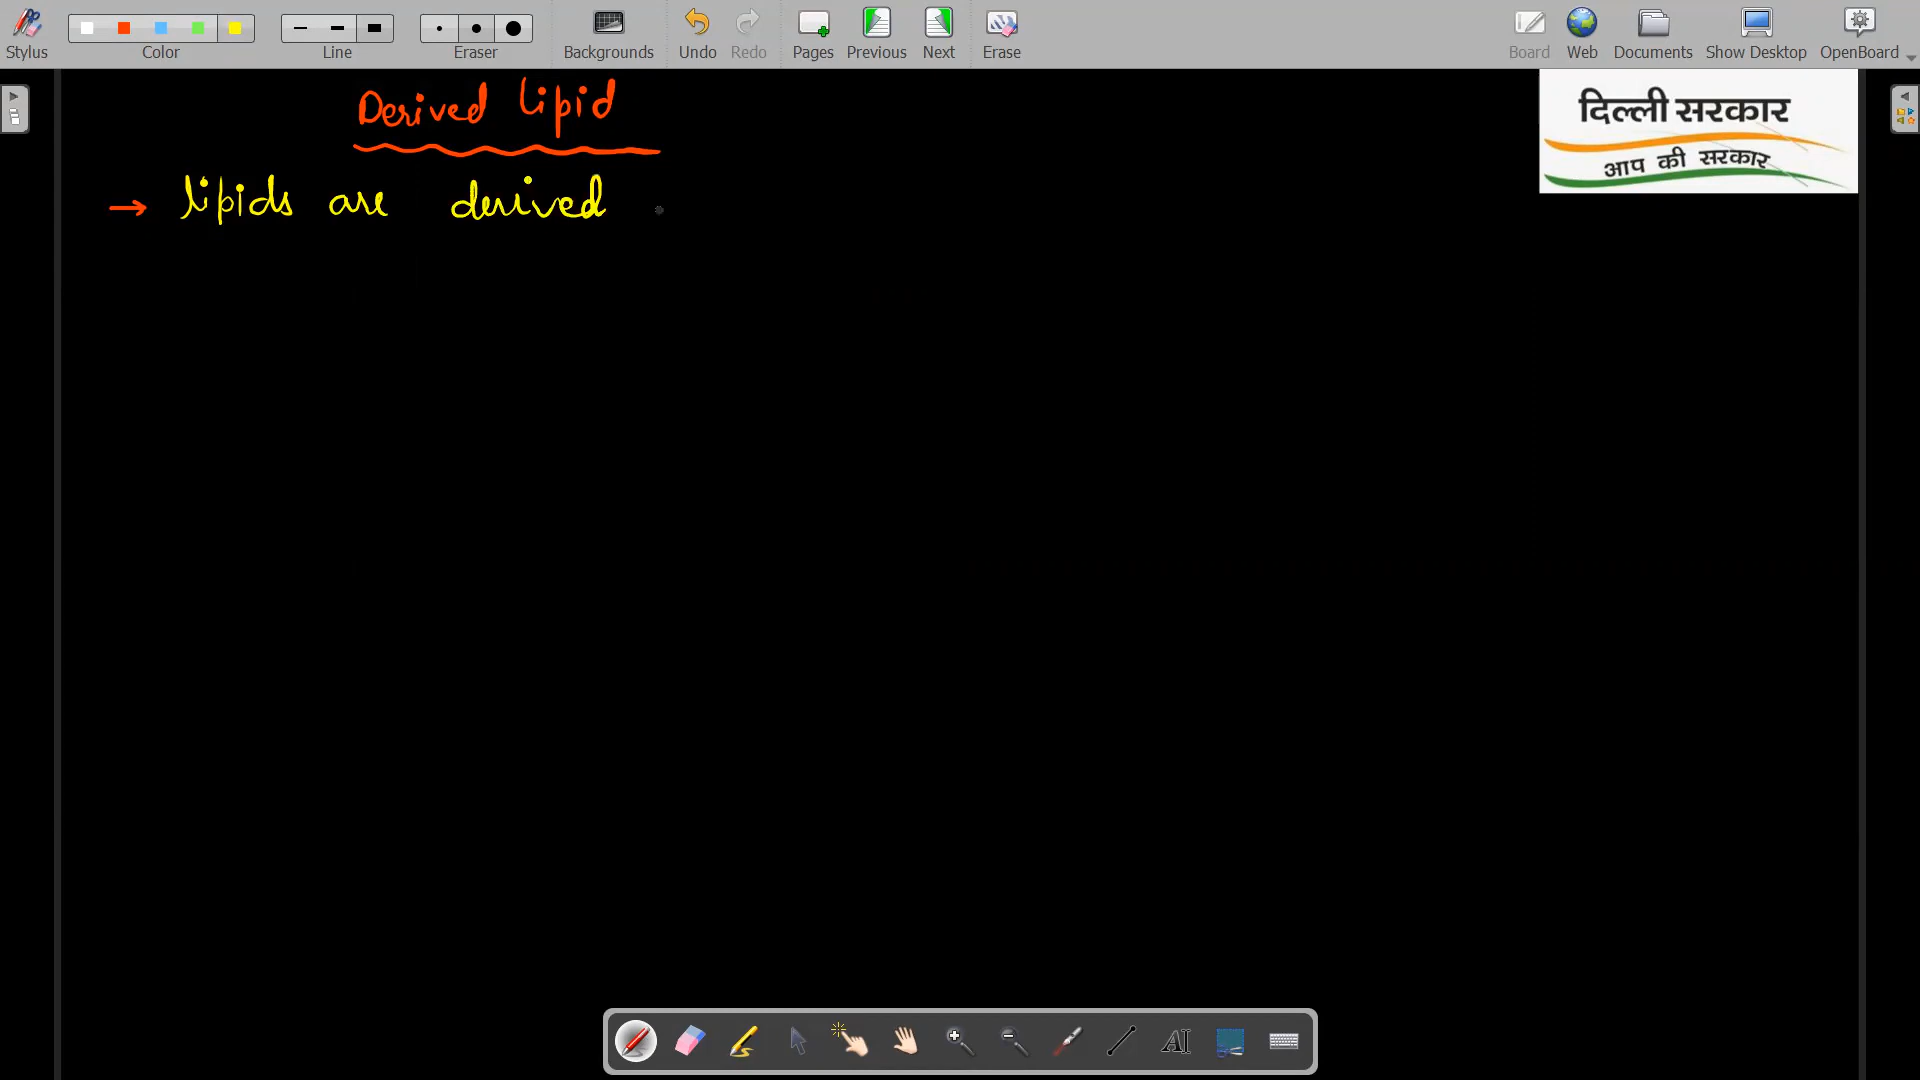 Stylus Color Line Eraser Backgrounds Undo Redo Pages Previous Next Erase Board Web Documents Show Desktop OpenBoard
Derived lipid
दिल्ली सरकार
आप की सरकार
→ lipids are derived
AI